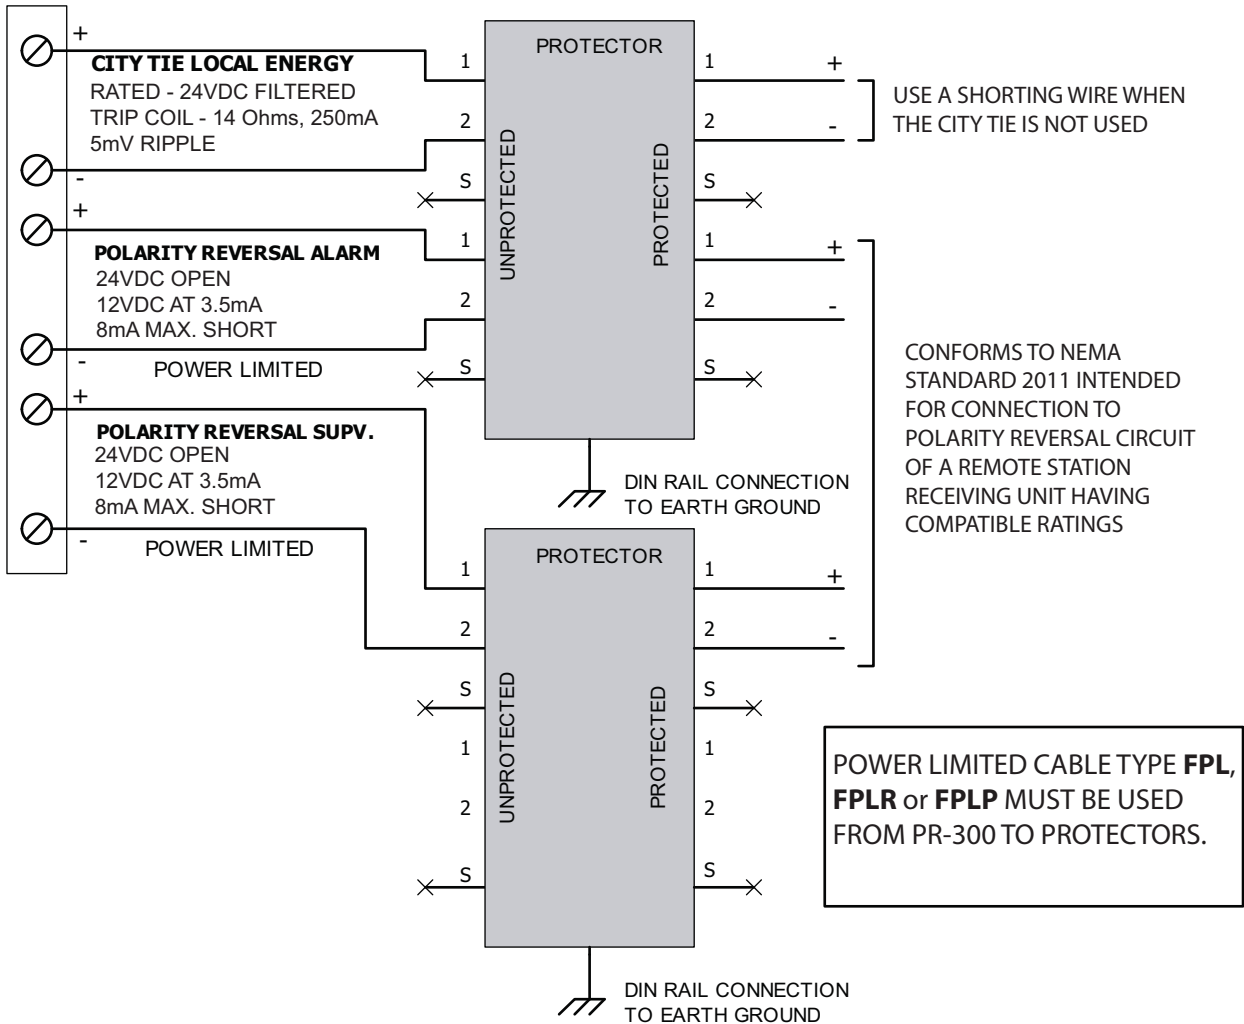 +
CITY TIE LOCAL ENERGY
RATED - 24VDC FILTERED
TRIP COIL - 14 Ohms, 250mA
5mV RIPPLE
-
+
POLARITY REVERSAL ALARM
24VDC OPEN
12VDC AT 3.5mA
8mA MAX. SHORT
-
POWER LIMITED
+
POLARITY REVERSAL SUPV.
24VDC OPEN
12VDC AT 3.5mA
8mA MAX. SHORT
-
POWER LIMITED
PROTECTOR
1
2
S
1
2
S
UNPROTECTED
PROTECTED
1
2
S
1
2
S
+
-
+
-
USE A SHORTING WIRE WHEN
THE CITY TIE IS NOT USED
CONFORMS TO NEMA
STANDARD 2011 INTENDED
FOR CONNECTION TO
POLARITY REVERSAL CIRCUIT
OF A REMOTE STATION
RECEIVING UNIT HAVING
COMPATIBLE RATINGS
DIN RAIL CONNECTION
TO EARTH GROUND
PROTECTOR
1
2
S
1
2
S
UNPROTECTED
PROTECTED
1
2
S
1
2
S
+
-
POWER LIMITED CABLE TYPE FPL,
FPLR or FPLP MUST BE USED
FROM PR-300 TO PROTECTORS.
DIN RAIL CONNECTION
TO EARTH GROUND